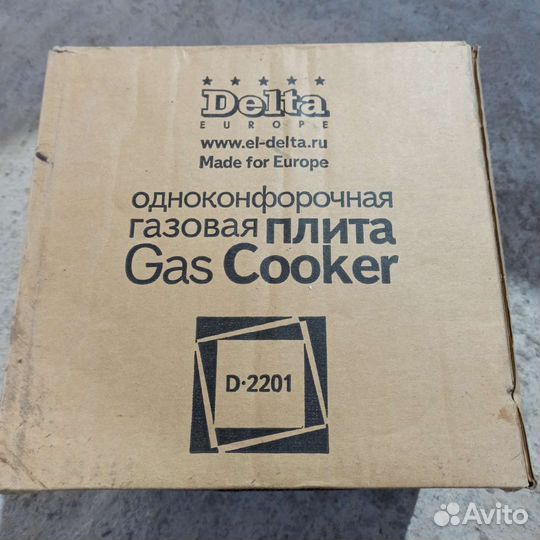 Delta
EUROPE
www.el-delta.ru
Made for Europe
одноконфорочная
газовая плита
Gas Cooker
D·2201
Avito